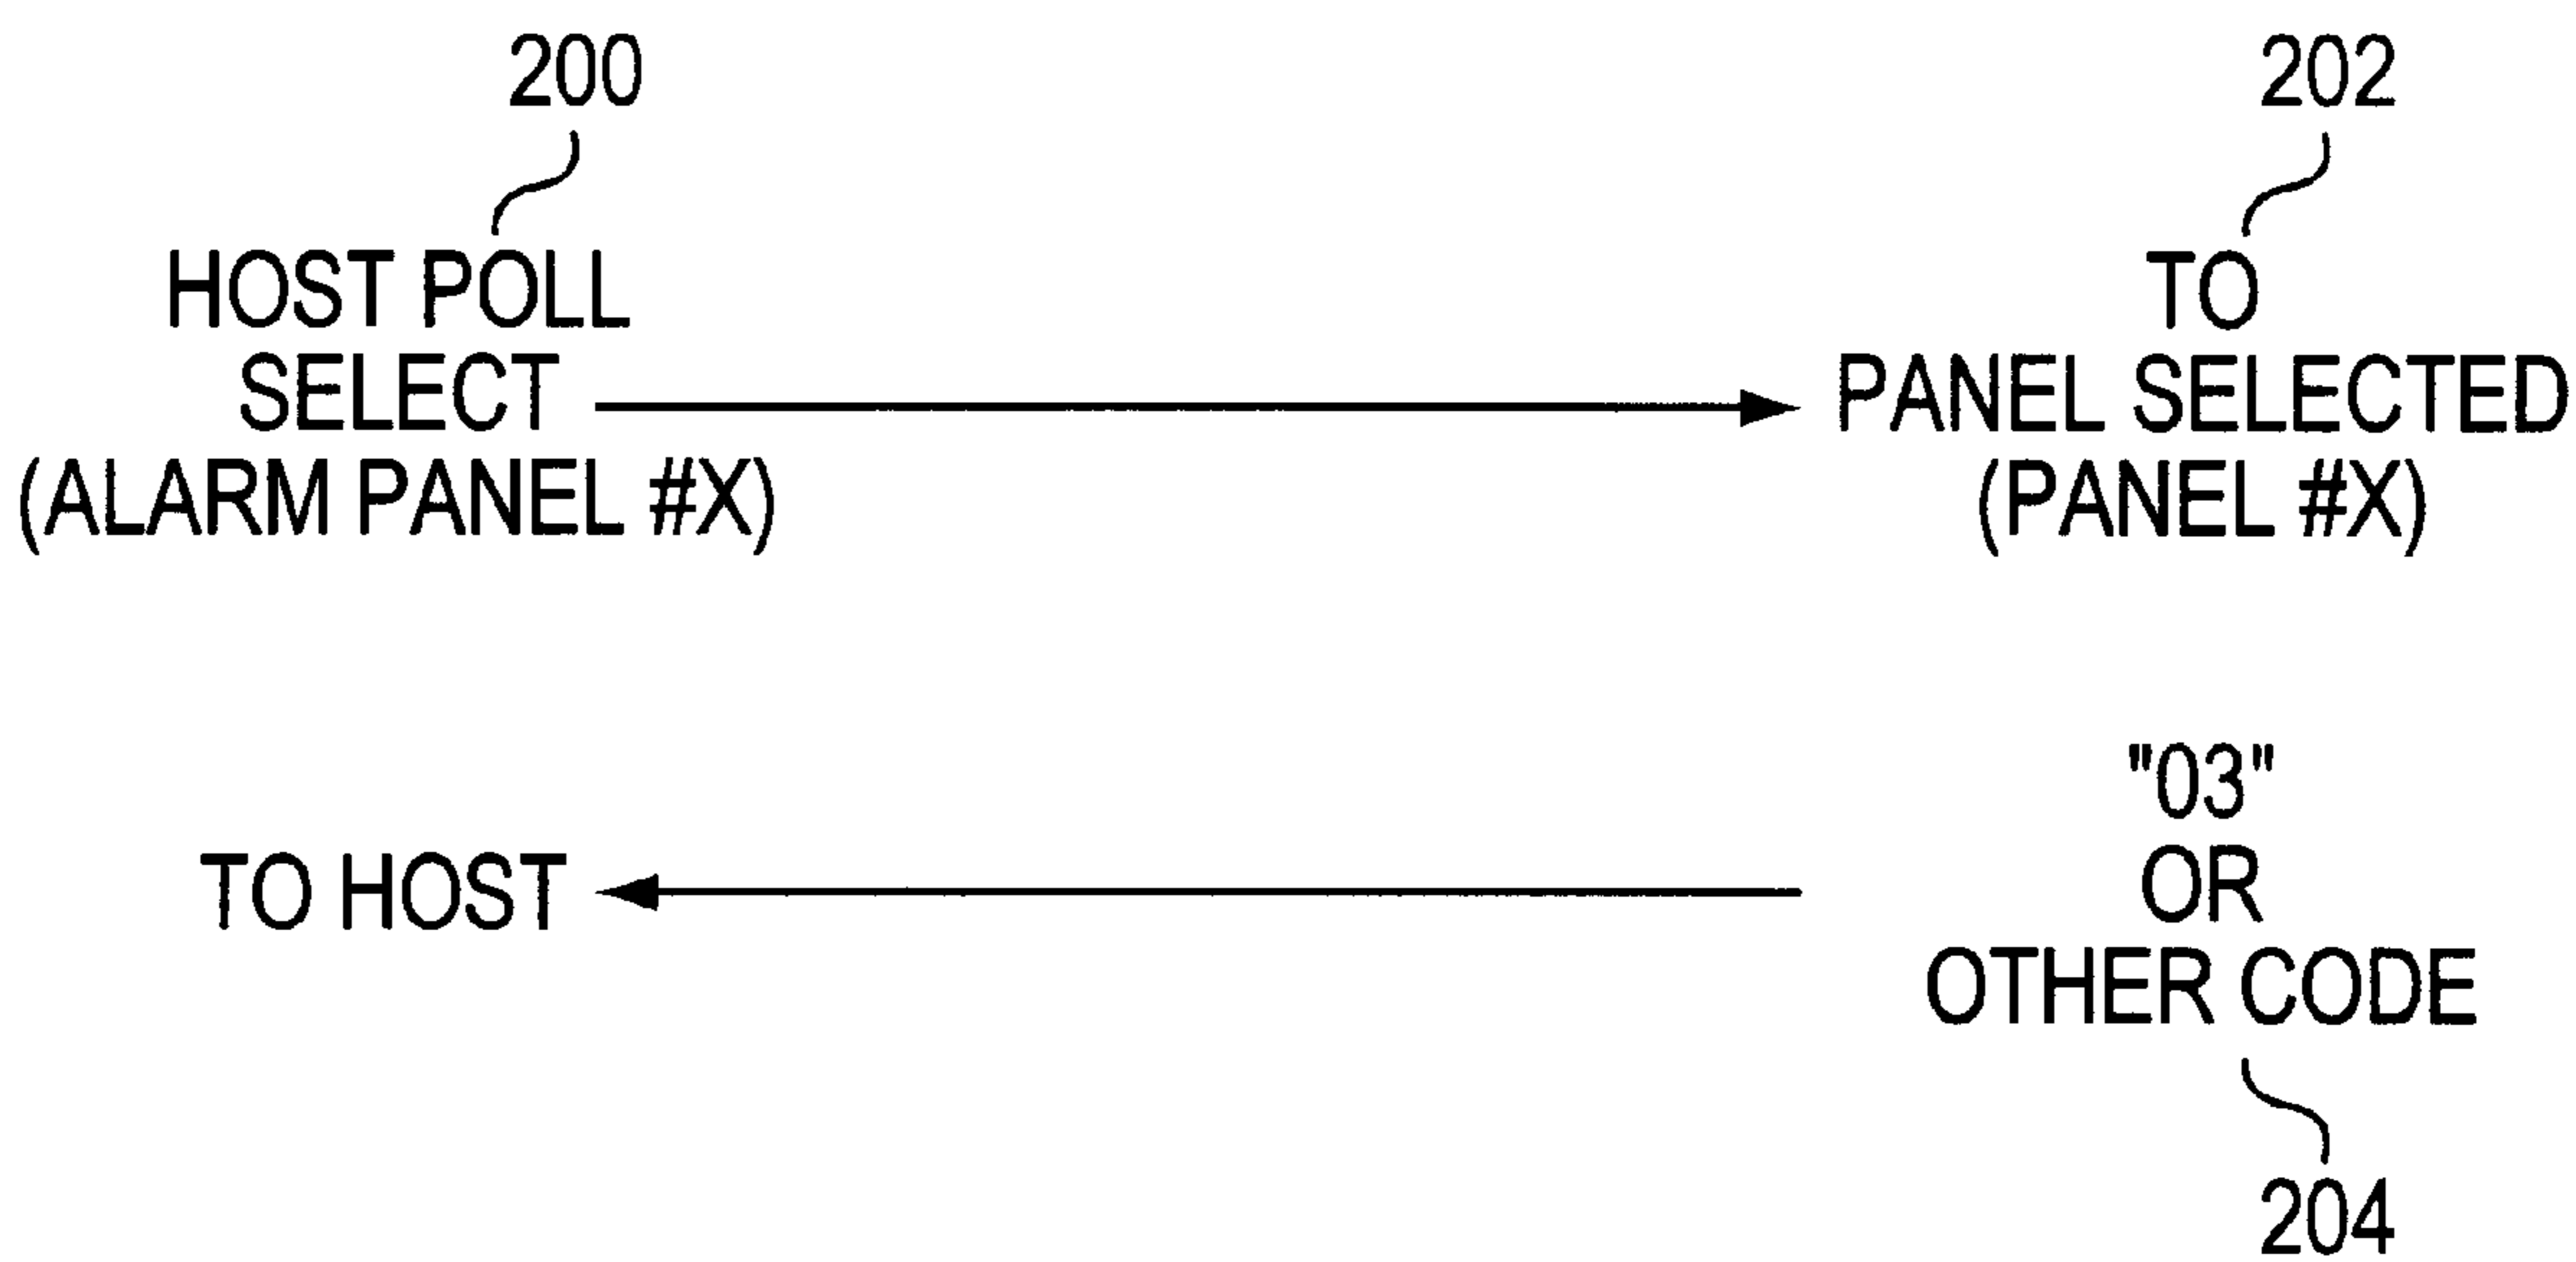 200
HOST POLL
SELECT
(ALARM PANEL #X)
202
TO
PANEL SELECTED
(PANEL #X)
TO HOST
"03"
OR
OTHER CODE
204